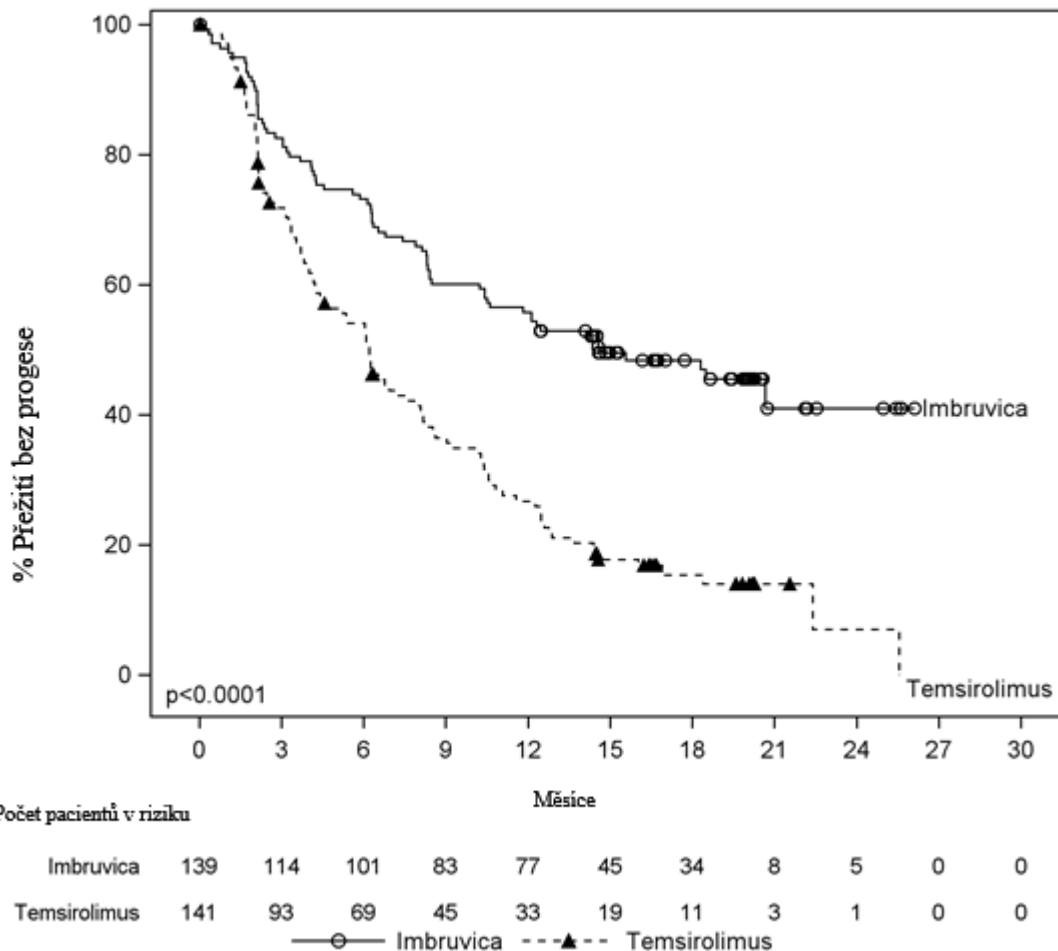 100
80
60
40
20
0
% Přežití bez progese
Imbruvica
Temsirolimus
p<0.0001
0 3 6 9 12 15 18 21 24 27 30
Měsíce
Počet pacientů v riziku
Imbruvica 139 114 101 83 77 45 34 8 5 0 0
Temsirolimus 141 93 69 45 33 19 11 3 1 0 0
Imbruvica Temsirolimus